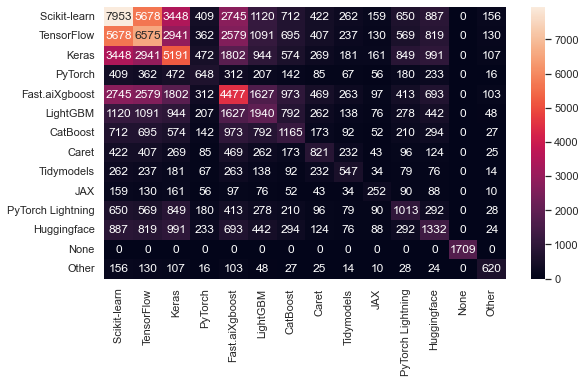 Scikit-learn 7953 5678 3448 409 2745 1120 712 422 262 159 650 887 0 156
TensorFlow 5678 6575 2941 362 2579 1091 695 407 237 130 569 819 0 130
Keras 3448 2941 5191 472 1802 944 574 269 181 161 849 991 0 107
PyTorch 409 362 472 648 312 207 142 85 67 56 180 233 0 16
Fast.aiXgboost 2745 2579 1802 312 4477 1627 973 469 263 97 413 693 0 103
LightGBM 1120 1091 944 207 1627 1940 792 262 138 76 278 442 0 48
CatBoost 712 695 574 142 973 792 1165 173 92 52 210 294 0 27
Caret 422 407 269 85 469 262 173 821 232 43 96 124 0 25
Tidymodels 262 237 181 67 263 138 92 232 547 34 79 76 0 14
JAX 159 130 161 56 97 76 52 43 34 252 90 88 0 10
PyTorch Lightning 650 569 849 180 413 278 210 96 79 90 1013 292 0 28
Huggingface 887 819 991 233 693 442 294 124 76 88 292 1332 0 24
None 0 0 0 0 0 0 0 0 0 0 0 0 1709 0
Other 156 130 107 16 103 48 27 25 14 10 28 24 0 620
Scikit-learn
TensorFlow
Keras
PyTorch
Fast.aiXgboost
LightGBM
CatBoost
Caret
Tidymodels
JAX
PyTorch Lightning
Huggingface
None
Other
7000
6000
5000
4000
3000
2000
1000
0